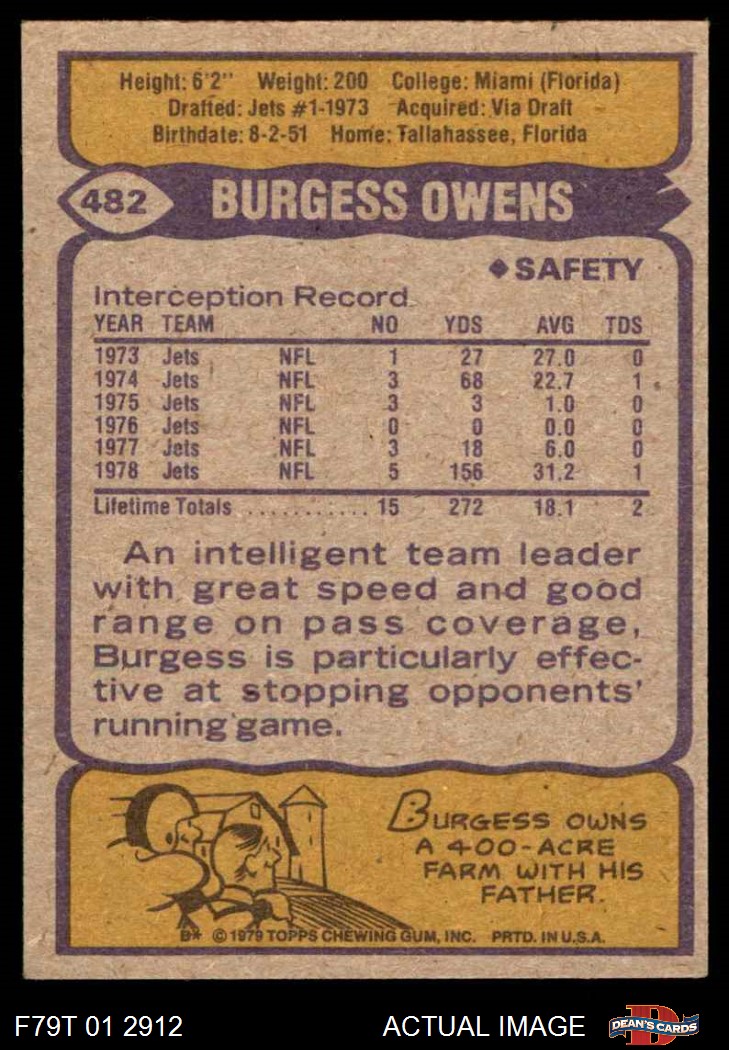 Height: 6'2" Weight: 200 College: Miami (Florida)
Drafted: Jets #1-1973 Acquired: Via Draft
Birthdate: 8-2-51 Home: Tallahassee, Florida
482 BURGESS OWENS
◆ SAFETY
Interception Record
YEAR TEAM NO YDS AVG TDS
1973 Jets NFL 1 27 27.0 0
1974 Jets NFL 3 68 22.7 1
1975 Jets NFL 3 3 1.0 0
1976 Jets NFL 0 0 0.0 0
1977 Jets NFL 3 18 6.0 0
1978 Jets NFL 5 156 31.2 1
Lifetime Totals ........... 15 272 18.1 2
An intelligent team leader
with great speed and good
range on pass coverage,
Burgess is particularly effec-
tive at stopping opponents'
running game.
BURGESS OWNS
A 400-ACRE
FARM WITH HIS
FATHER.
B* © 1979 TOPPS CHEWING GUM, INC. PRTD. IN U.S.A.
F79T 01 2912 ACTUAL IMAGE D DEAN'S CARDS